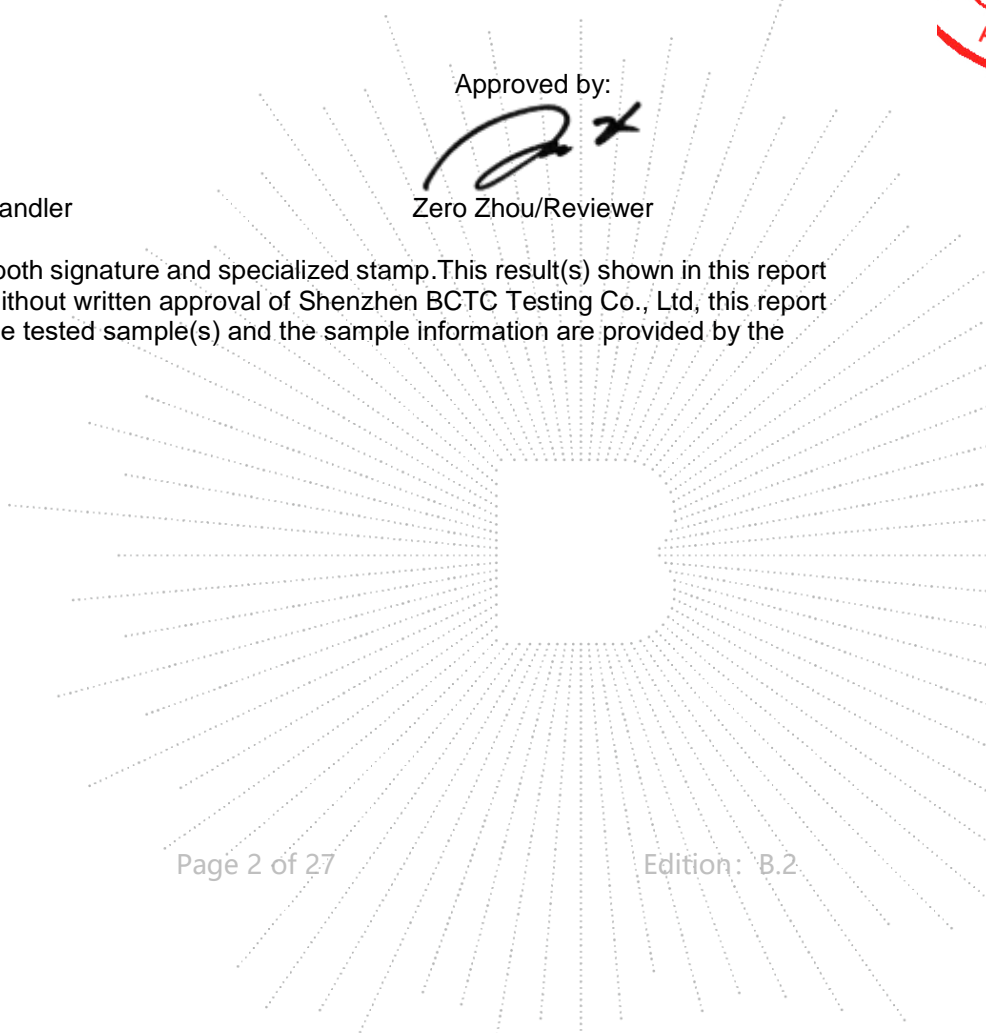 Approved by:
andler Zero Zhou/Reviewer
both signature and specialized stamp.This result(s) shown in this report
ithout written approval of Shenzhen BCTC Testing Co., Ltd, this report
e tested sample(s) and the sample information are provided by the
Page 2 of 27 Edition：B.2